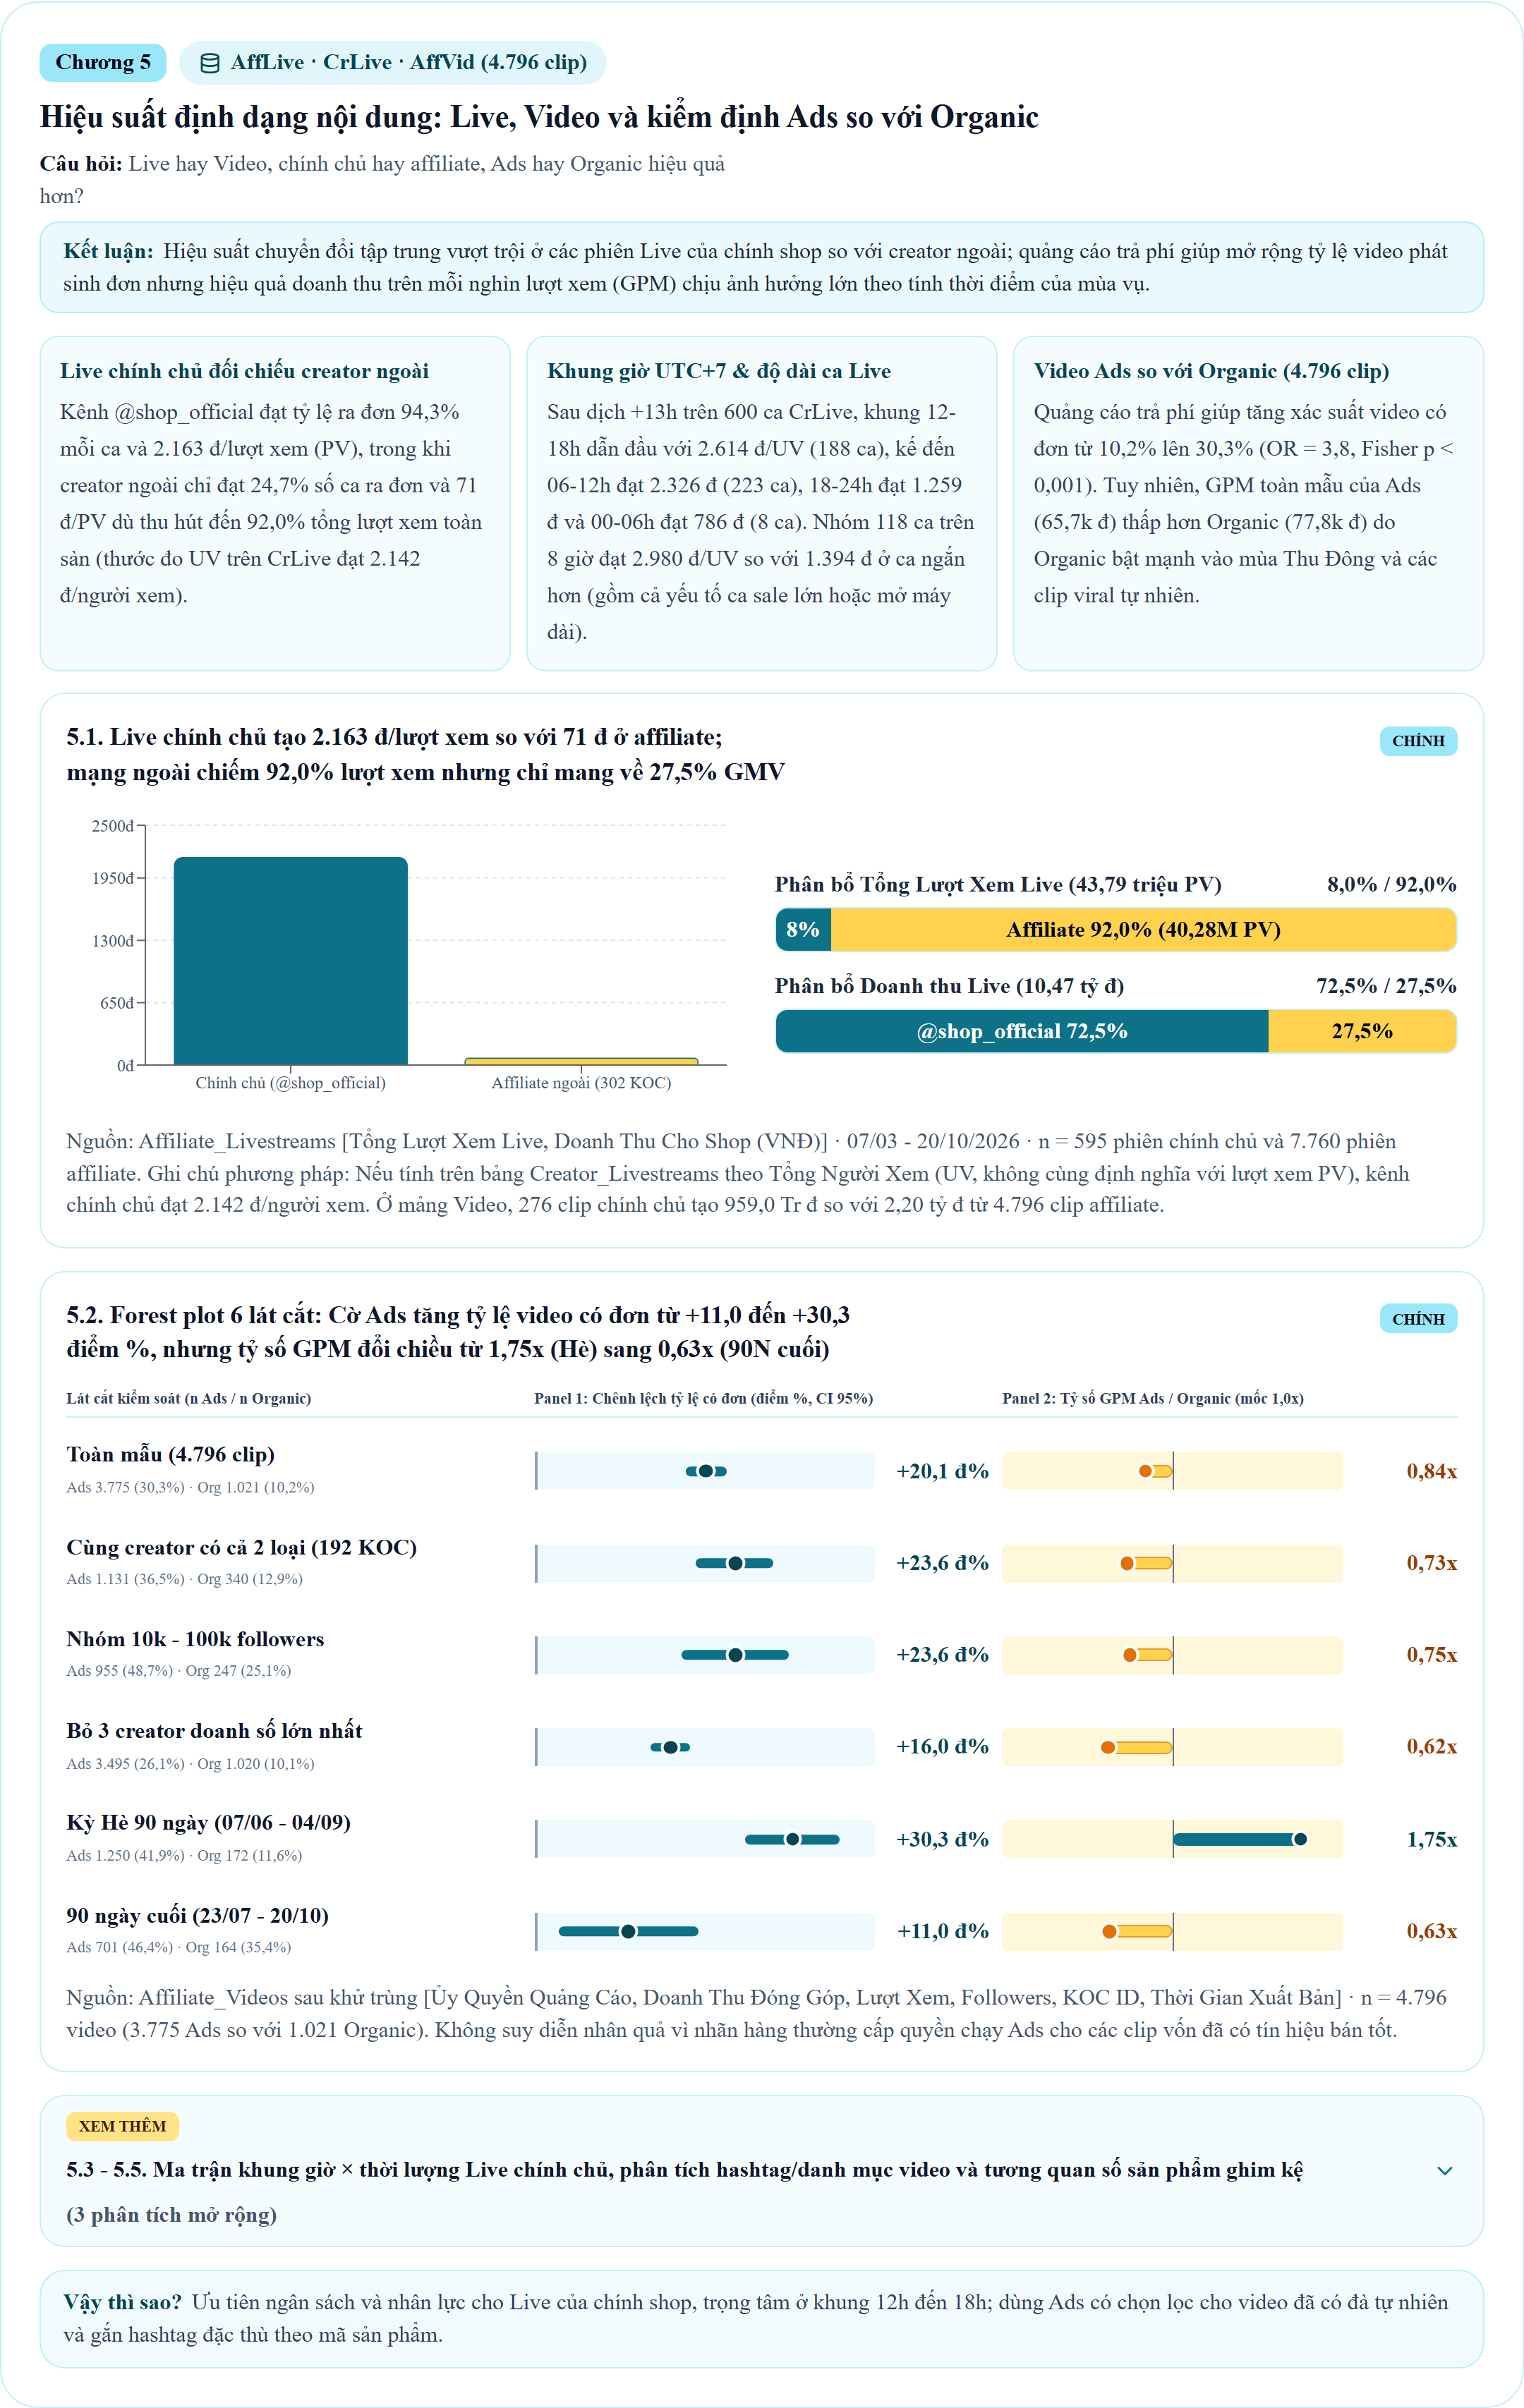 Chương 5
AffLive · CrLive · AffVid (4.796 clip)
Hiệu suất định dạng nội dung: Live, Video và kiểm định Ads so với Organic
Câu hỏi: Live hay Video, chính chủ hay affiliate, Ads hay Organic hiệu quả
hơn?
Kết luận: Hiệu suất chuyển đổi tập trung vượt trội ở các phiên Live của chính shop so với creator ngoài; quảng cáo trả phí giúp mở rộng tỷ lệ video phát
sinh đơn nhưng hiệu quả doanh thu trên mỗi nghìn lượt xem (GPM) chịu ảnh hưởng lớn theo tính thời điểm của mùa vụ.
Live chính chủ đối chiếu creator ngoài
Kênh @shop_official đạt tỷ lệ ra đơn 94,3%
mỗi ca và 2.163 đ/lượt xem (PV), trong khi
creator ngoài chỉ đạt 24,7% số ca ra đơn và 71
đ/PV dù thu hút đến 92,0% tổng lượt xem toàn
sàn (thước đo UV trên CrLive đạt 2.142
đ/người xem).
Khung giờ UTC+7 & độ dài ca Live
Sau dịch +13h trên 600 ca CrLive, khung 12-
18h dẫn đầu với 2.614 đ/UV (188 ca), kế đến
06-12h đạt 2.326 đ (223 ca), 18-24h đạt 1.259
đ và 00-06h đạt 786 đ (8 ca). Nhóm 118 ca trên
8 giờ đạt 2.980 đ/UV so với 1.394 đ ở ca ngắn
hơn (gồm cả yếu tố ca sale lớn hoặc mở máy
dài).
Video Ads so với Organic (4.796 clip)
Quảng cáo trả phí giúp tăng xác suất video có
đơn từ 10,2% lên 30,3% (OR = 3,8, Fisher p <
0,001). Tuy nhiên, GPM toàn mẫu của Ads
(65,7k đ) thấp hơn Organic (77,8k đ) do
Organic bật mạnh vào mùa Thu Đông và các
clip viral tự nhiên.
5.1. Live chính chủ tạo 2.163 đ/lượt xem so với 71 đ ở affiliate;
mạng ngoài chiếm 92,0% lượt xem nhưng chỉ mang về 27,5% GMV
CHÍNH
2500đ
1950đ
1300đ
650đ
0đ
Chính chủ (@shop_official)
Affiliate ngoài (302 KOC)
Phân bổ Tổng Lượt Xem Live (43,79 triệu PV)
8,0% / 92,0%
8%
Affiliate 92,0% (40,28M PV)
Phân bổ Doanh thu Live (10,47 tỷ đ)
72,5% / 27,5%
@shop_official 72,5%
27,5%
Nguồn: Affiliate_Livestreams [Tổng Lượt Xem Live, Doanh Thu Cho Shop (VNĐ)] · 07/03 - 20/10/2026 · n = 595 phiên chính chủ và 7.760 phiên
affiliate. Ghi chú phương pháp: Nếu tính trên bảng Creator_Livestreams theo Tổng Người Xem (UV, không cùng định nghĩa với lượt xem PV), kênh
chính chủ đạt 2.142 đ/người xem. Ở mảng Video, 276 clip chính chủ tạo 959,0 Tr đ so với 2,20 tỷ đ từ 4.796 clip affiliate.
5.2. Forest plot 6 lát cắt: Cờ Ads tăng tỷ lệ video có đơn từ +11,0 đến +30,3
điểm %, nhưng tỷ số GPM đổi chiều từ 1,75x (Hè) sang 0,63x (90N cuối)
CHÍNH
Lát cắt kiểm soát (n Ads / n Organic)
Panel 1: Chênh lệch tỷ lệ có đơn (điểm %, CI 95%)
Panel 2: Tỷ số GPM Ads / Organic (mốc 1,0x)
Toàn mẫu (4.796 clip)
Ads 3.775 (30,3%) · Org 1.021 (10,2%)
+20,1 đ%
0,84x
Cùng creator có cả 2 loại (192 KOC)
Ads 1.131 (36,5%) · Org 340 (12,9%)
+23,6 đ%
0,73x
Nhóm 10k - 100k followers
Ads 955 (48,7%) · Org 247 (25,1%)
+23,6 đ%
0,75x
Bỏ 3 creator doanh số lớn nhất
Ads 3.495 (26,1%) · Org 1.020 (10,1%)
+16,0 đ%
0,62x
Kỳ Hè 90 ngày (07/06 - 04/09)
Ads 1.250 (41,9%) · Org 172 (11,6%)
+30,3 đ%
1,75x
90 ngày cuối (23/07 - 20/10)
Ads 701 (46,4%) · Org 164 (35,4%)
+11,0 đ%
0,63x
Nguồn: Affiliate_Videos sau khử trùng [Ủy Quyền Quảng Cáo, Doanh Thu Đóng Góp, Lượt Xem, Followers, KOC ID, Thời Gian Xuất Bản] · n = 4.796
video (3.775 Ads so với 1.021 Organic). Không suy diễn nhân quả vì nhãn hàng thường cấp quyền chạy Ads cho các clip vốn đã có tín hiệu bán tốt.
XEM THÊM
5.3 - 5.5. Ma trận khung giờ × thời lượng Live chính chủ, phân tích hashtag/danh mục video và tương quan số sản phẩm ghim kệ
(3 phân tích mở rộng)
Vậy thì sao? Ưu tiên ngân sách và nhân lực cho Live của chính shop, trọng tâm ở khung 12h đến 18h; dùng Ads có chọn lọc cho video đã có đà tự nhiên
và gắn hashtag đặc thù theo mã sản phẩm.